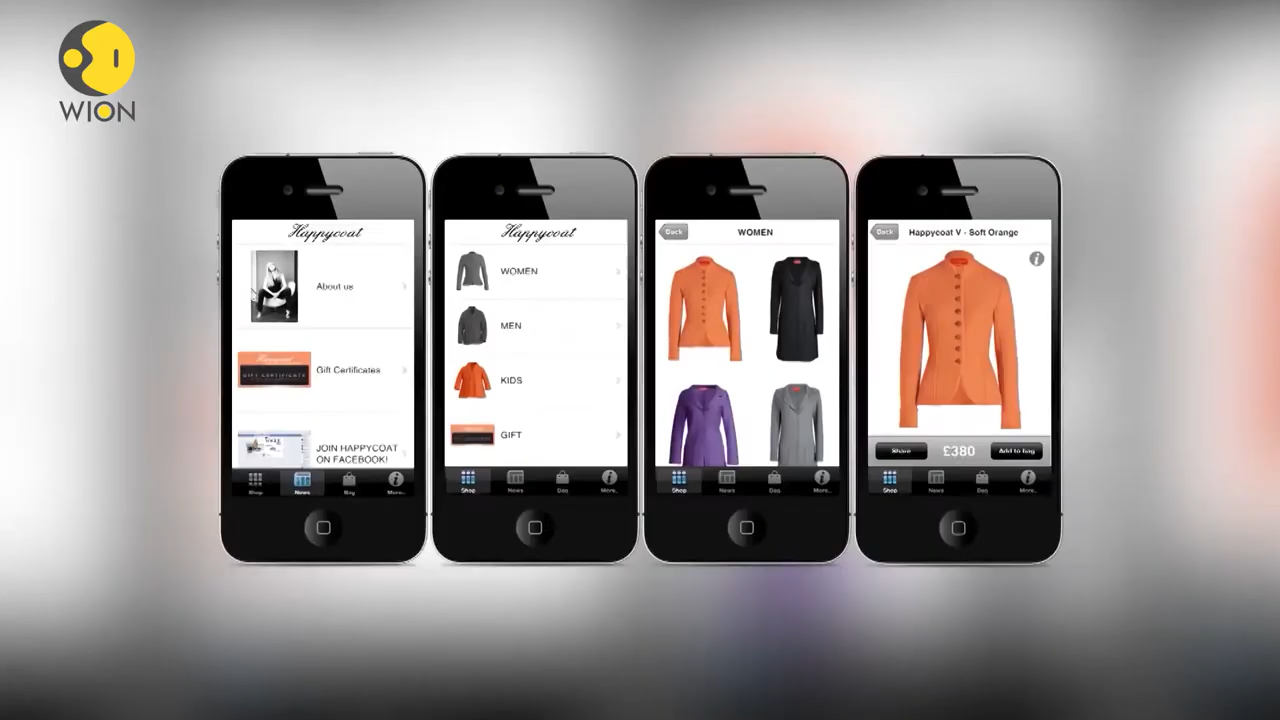 WION
Happycoat
About us
Gift Certificates
GIFT CERTIFICATE
JOIN HAPPYCOAT
ON FACEBOOK!
Shop
News
Bag
More..
Happycoat
WOMEN
MEN
KIDS
GIFT
Shop
News
Bag
More..
Back
WOMEN
Shop
News
Bag
More..
Back
Happycoat V - Soft Orange
Share
£380
Add to bag
Shop
News
Bag
More..